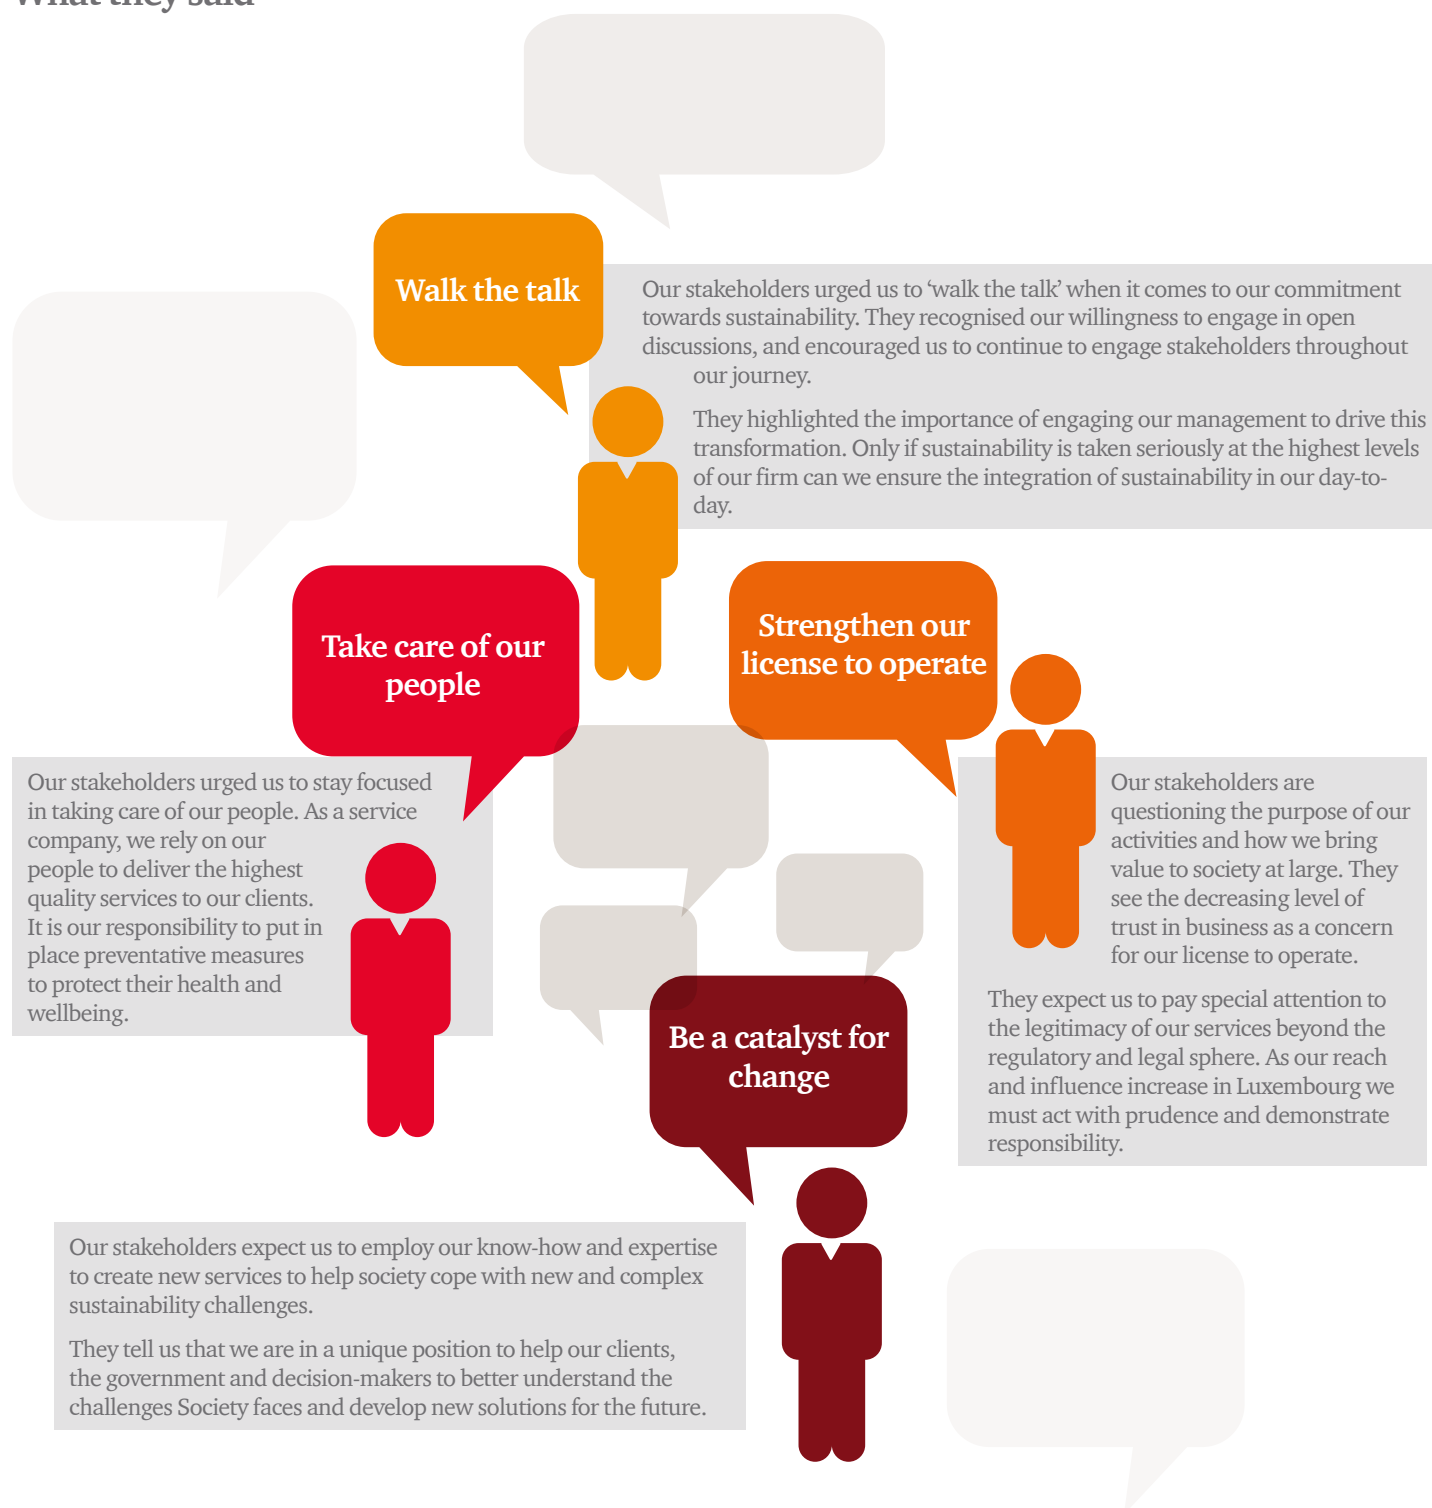 What they said
Walk the talk
Our stakeholders urged us to ‘walk the talk’ when it comes to our commitment
towards sustainability. They recognised our willingness to engage in open
discussions, and encouraged us to continue to engage stakeholders throughout
our journey.
They highlighted the importance of engaging our management to drive this
transformation. Only if sustainability is taken seriously at the highest levels
of our firm can we ensure the integration of sustainability in our day-to-
day.
Take care of our
people
Our stakeholders urged us to stay focused
in taking care of our people. As a service
company, we rely on our
people to deliver the highest
quality services to our clients.
It is our responsibility to put in
place preventative measures
to protect their health and
wellbeing.
Strengthen our
license to operate
Our stakeholders are
questioning the purpose of our
activities and how we bring
value to society at large. They
see the decreasing level of
trust in business as a concern
for our license to operate.
They expect us to pay special attention to
the legitimacy of our services beyond the
regulatory and legal sphere. As our reach
and influence increase in Luxembourg we
must act with prudence and demonstrate
responsibility.
Be a catalyst for
change
Our stakeholders expect us to employ our know-how and expertise
to create new services to help society cope with new and complex
sustainability challenges.
They tell us that we are in a unique position to help our clients,
the government and decision-makers to better understand the
challenges Society faces and develop new solutions for the future.